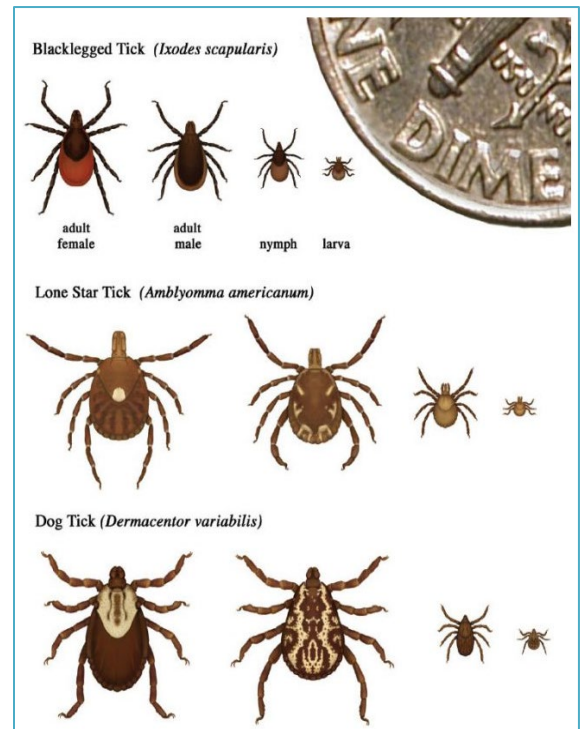 Blacklegged Tick (Ixodes scapularis)
NE DIME
adult
female
adult
male
nymph
larva
Lone Star Tick (Amblyomma americanum)
Dog Tick (Dermacentor variabilis)